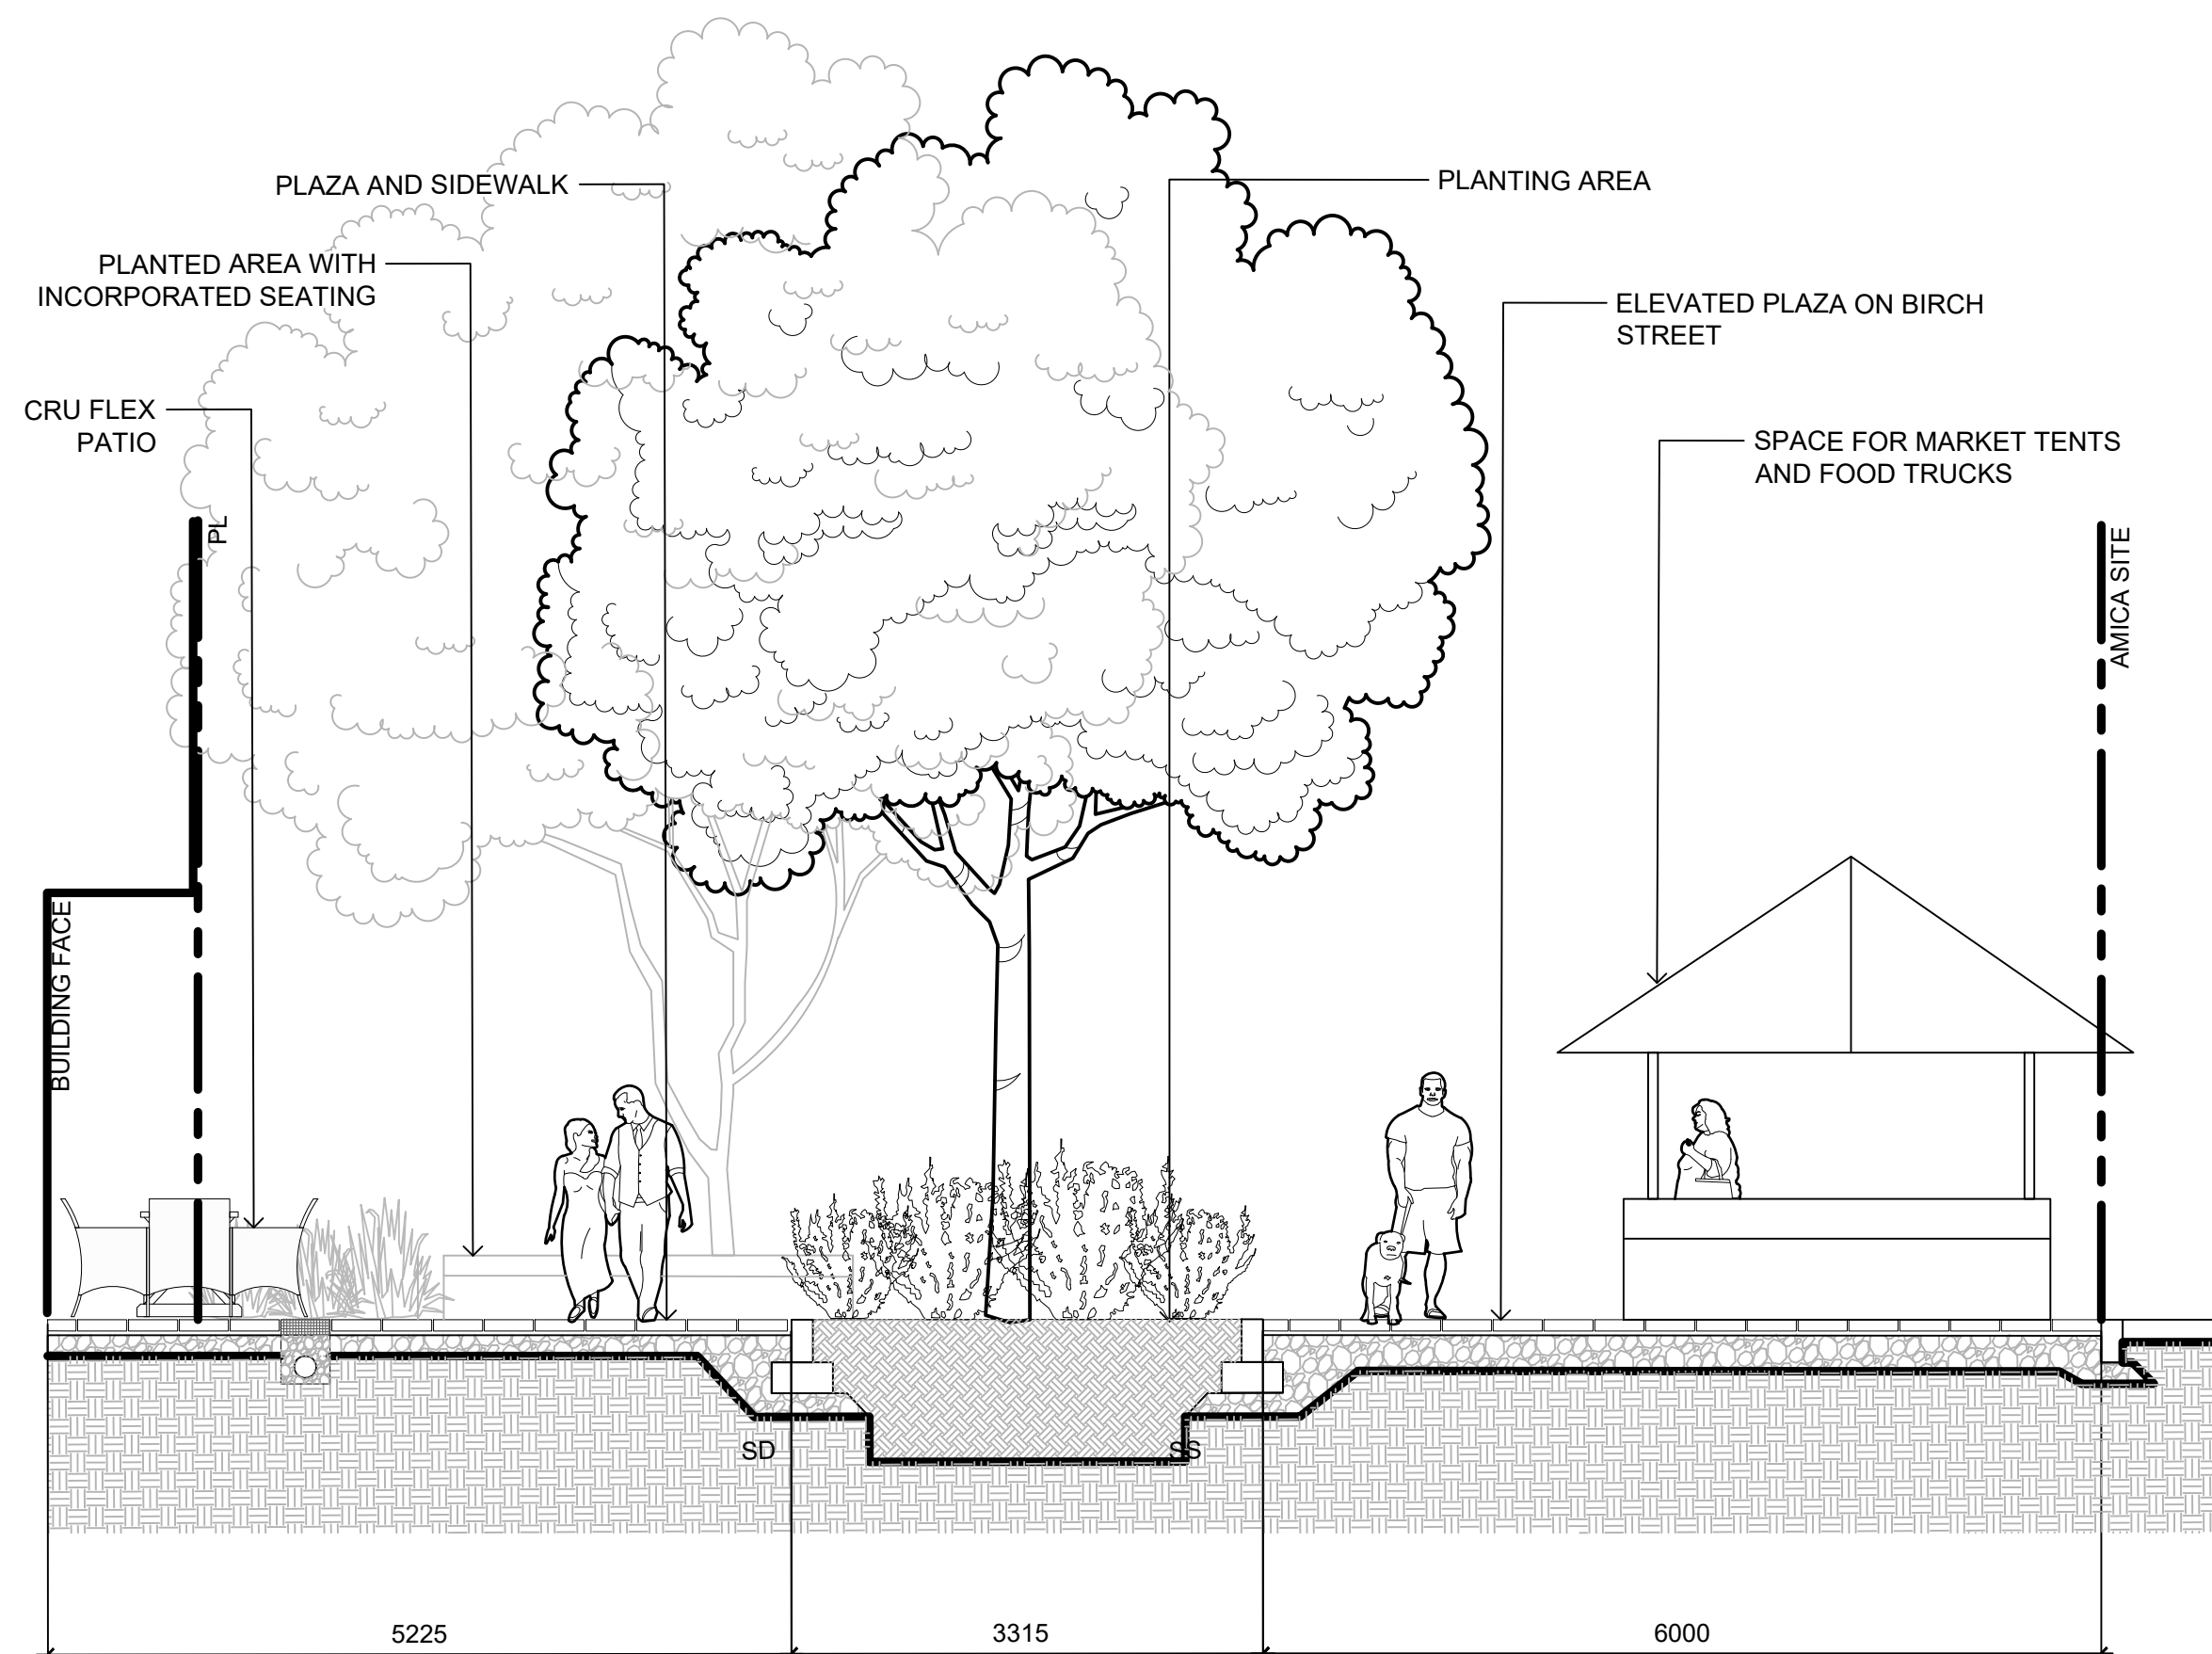 PLAZA AND SIDEWALK
PLANTING AREA
PLANTED AREA WITH
INCORPORATED SEATING
ELEVATED PLAZA ON BIRCH
STREET
CRU FLEX
PATIO
SPACE FOR MARKET TENTS
AND FOOD TRUCKS
PL
AMICA SITE
BUILDING FACE
SD
SS
5225
3315
6000